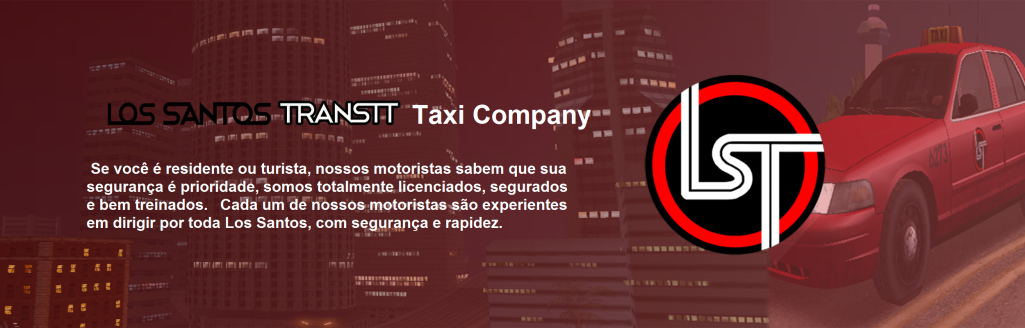 LOS SANTOS TRANSIT Taxi Company
Se você é residente ou turista, nossos motoristas sabem que sua
segurança é prioridade, somos totalmente licenciados, segurados
e bem treinados. Cada um de nossos motoristas são experientes
em dirigir por toda Los Santos, com segurança e rapidez.
LST
TAXI
6273